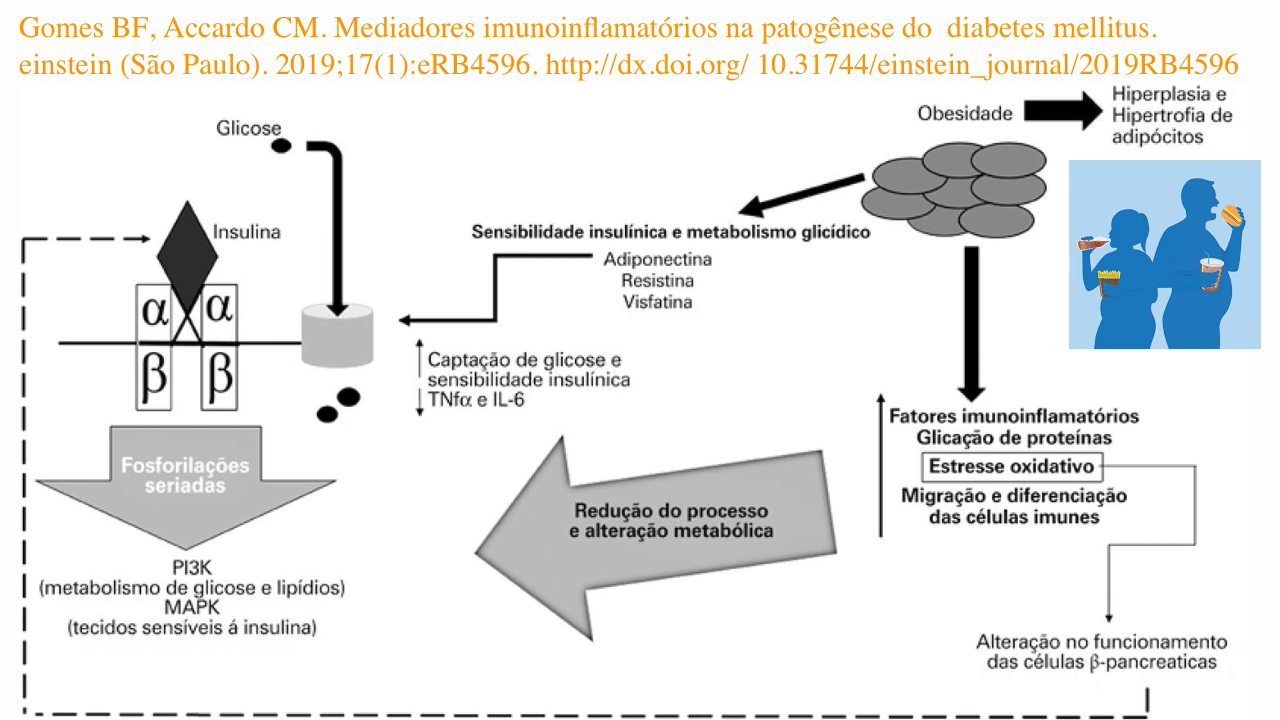 Gomes BF, Accardo CM. Mediadores imunoinflamatórios na patogênese do diabetes mellitus.
einstein (São Paulo). 2019;17(1):eRB4596. http://dx.doi.org/ 10.31744/einstein_journal/2019RB4596
Obesidade
Hiperplasia e
Hipertrofia de
adipócitos
Glicose
Insulina
α α
β β
Sensibilidade insulínica e metabolismo glicídico
Adiponectina
Resistina
Visfatina
Captação de glicose e
sensibilidade insulínica
TNfα e IL-6
Fatores imunoinflamatórios
Glicação de proteínas
Estresse oxidativo
Migração e diferenciação
das células imunes
Fosforilações
seriadas
Redução do processo
e alteração metabólica
PI3K
(metabolismo de glicose e lipídios)
MAPK
(tecidos sensíveis á insulina)
Alteração no funcionamento
das células β-pancreaticas